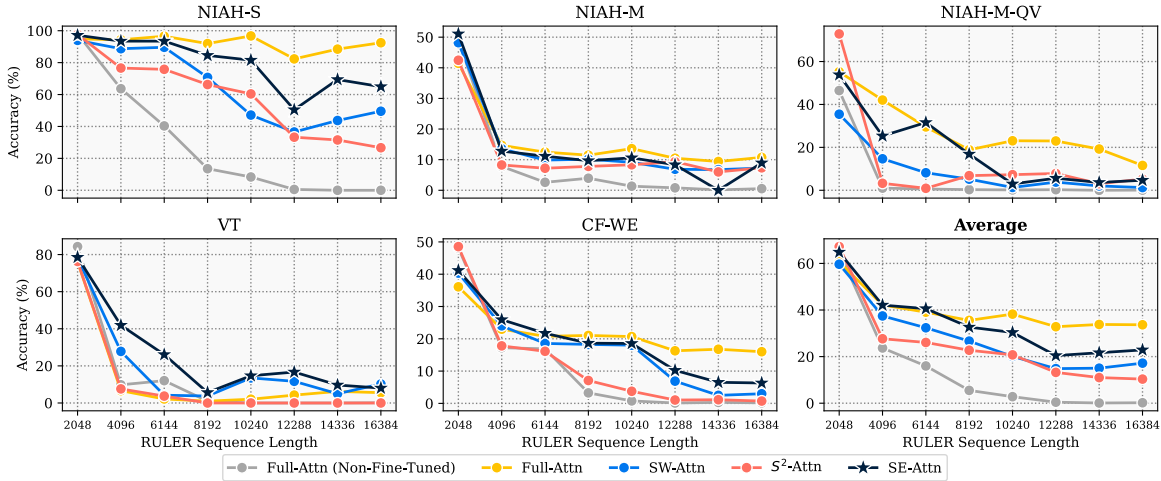 NIAH-S
NIAH-M
NIAH-M-QV
Accuracy (%)
100
80
60
40
20
0
50
40
30
20
10
0
60
40
20
0
VT
CF-WE
Average
Accuracy (%)
80
60
40
20
0
50
40
30
20
10
0
60
40
20
0
2048 4096 6144 8192 10240 12288 14336 16384
2048 4096 6144 8192 10240 12288 14336 16384
2048 4096 6144 8192 10240 12288 14336 16384
RULER Sequence Length
RULER Sequence Length
RULER Sequence Length
Full-Attn (Non-Fine-Tuned) Full-Attn SW-Attn S²-Attn SE-Attn